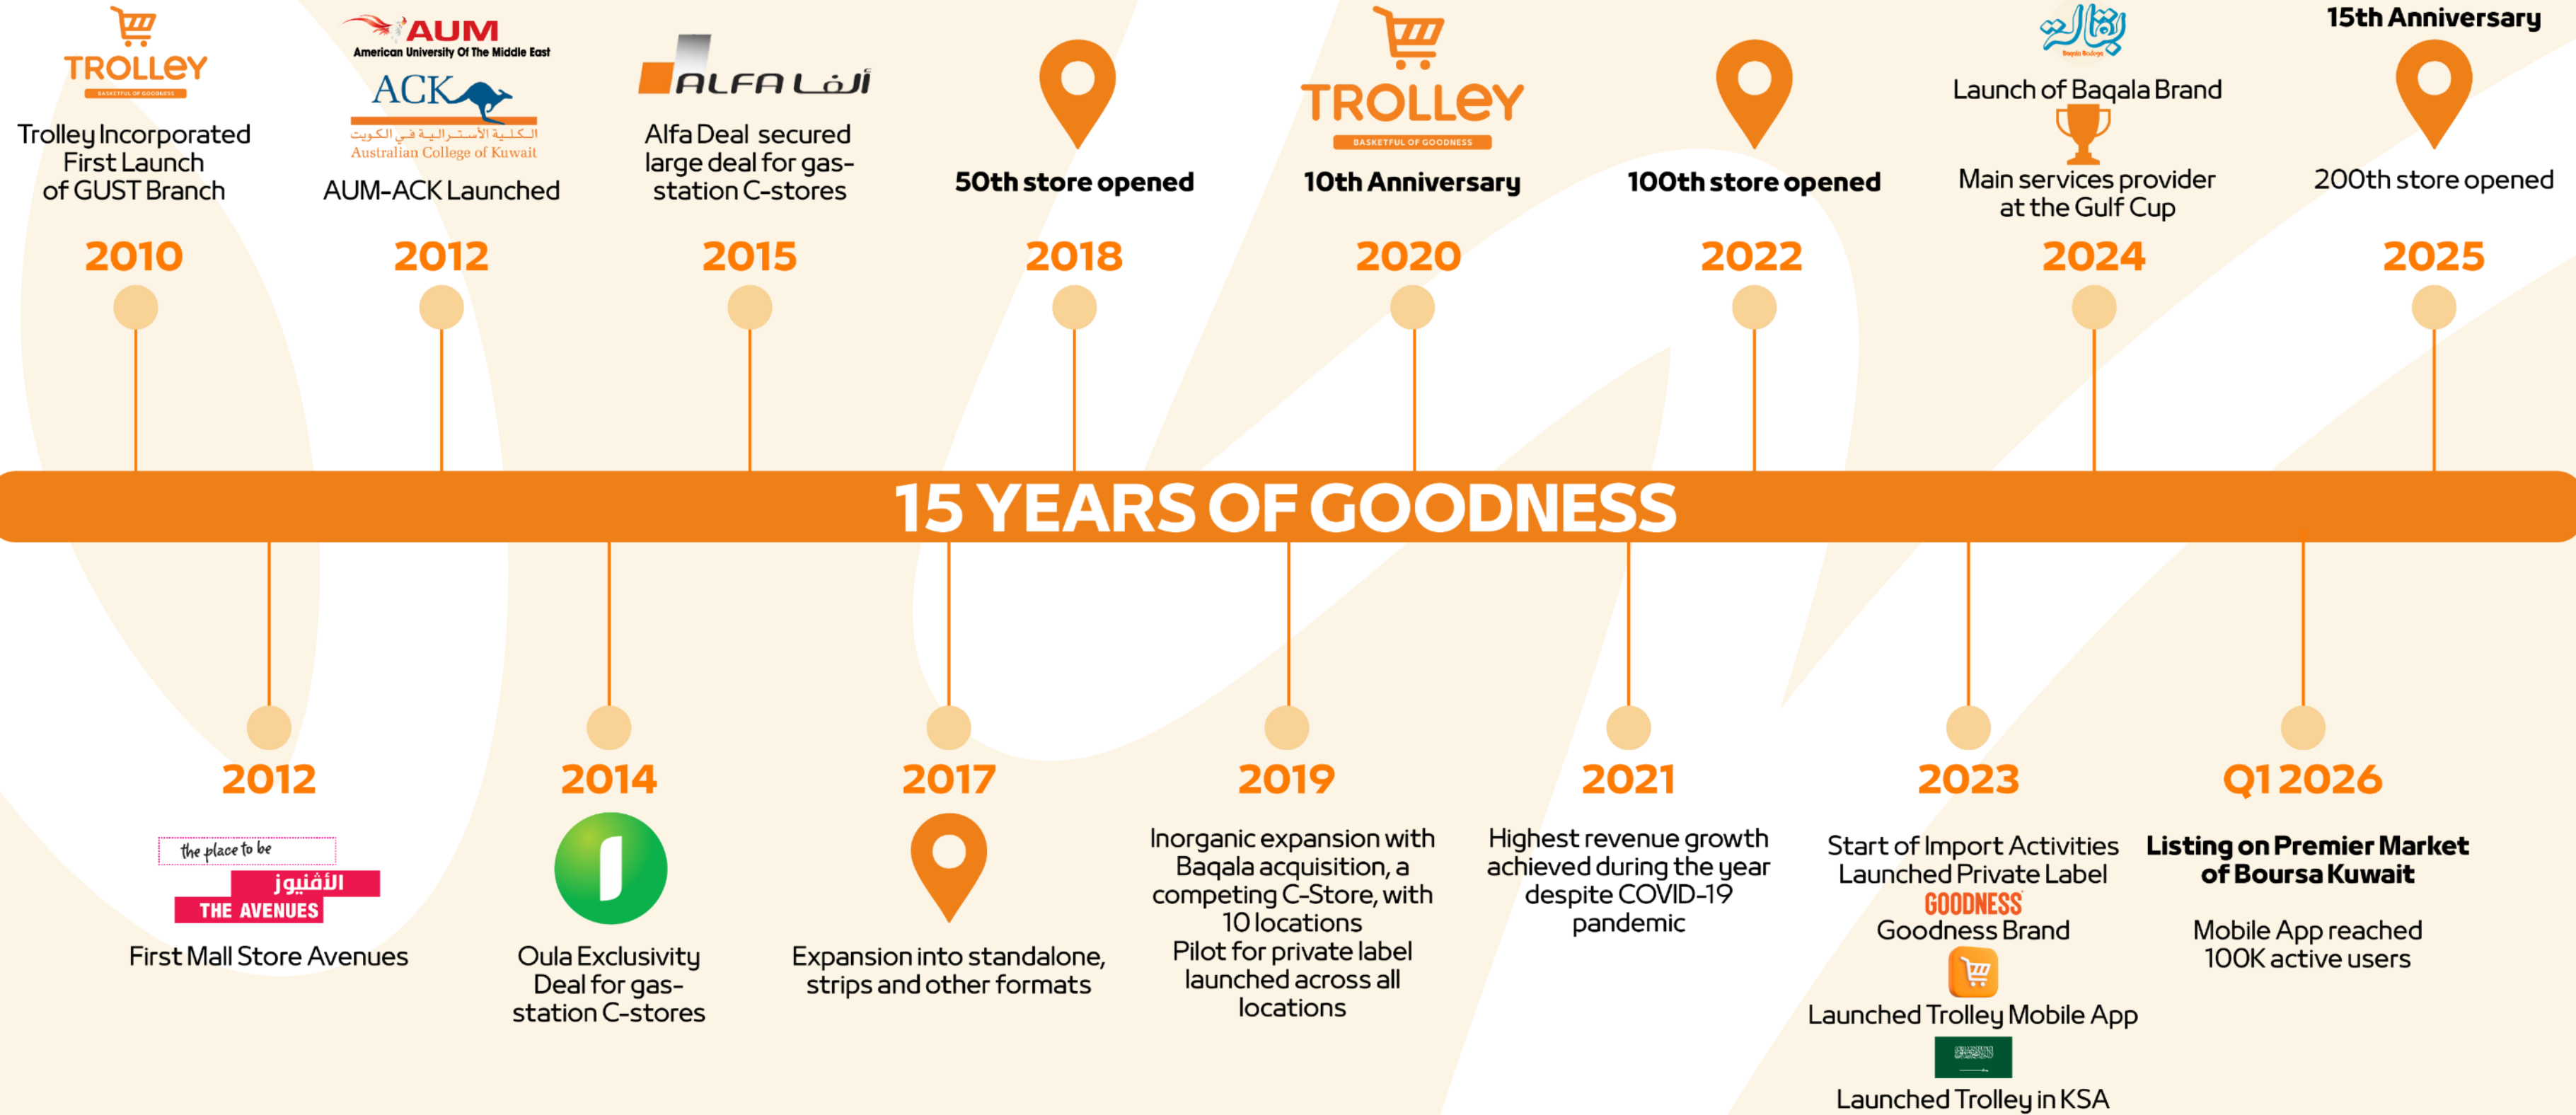 TROLLEY
BASKETFUL OF GOODNESS
Trolley Incorporated
First Launch
of GUST Branch
2010
AUM
American University Of The Middle East
ACK
الكلية الأسترالية في الكويت
Australian College of Kuwait
AUM-ACK Launched
2012
ALFA ألفا
Alfa Deal secured
large deal for gas-
station C-stores
2015
50th store opened
2018
TROLLEY
BASKETFUL OF GOODNESS
10th Anniversary
2020
100th store opened
2022
بقالة
Launch of Baqala Brand
Main services provider
at the Gulf Cup
2024
15th Anniversary
200th store opened
2025
15 YEARS OF GOODNESS
2012
the place to be
الأڤنيوز
THE AVENUES
First Mall Store Avenues
2014
Oula Exclusivity
Deal for gas-
station C-stores
2017
Expansion into standalone,
strips and other formats
2019
Inorganic expansion with
Baqala acquisition, a
competing C-Store, with
10 locations
Pilot for private label
launched across all
locations
2021
Highest revenue growth
achieved during the year
despite COVID-19
pandemic
2023
Start of Import Activities
Launched Private Label
GOODNESS
Goodness Brand
Launched Trolley Mobile App
Launched Trolley in KSA
Q1 2026
Listing on Premier Market
of Boursa Kuwait
Mobile App reached
100K active users